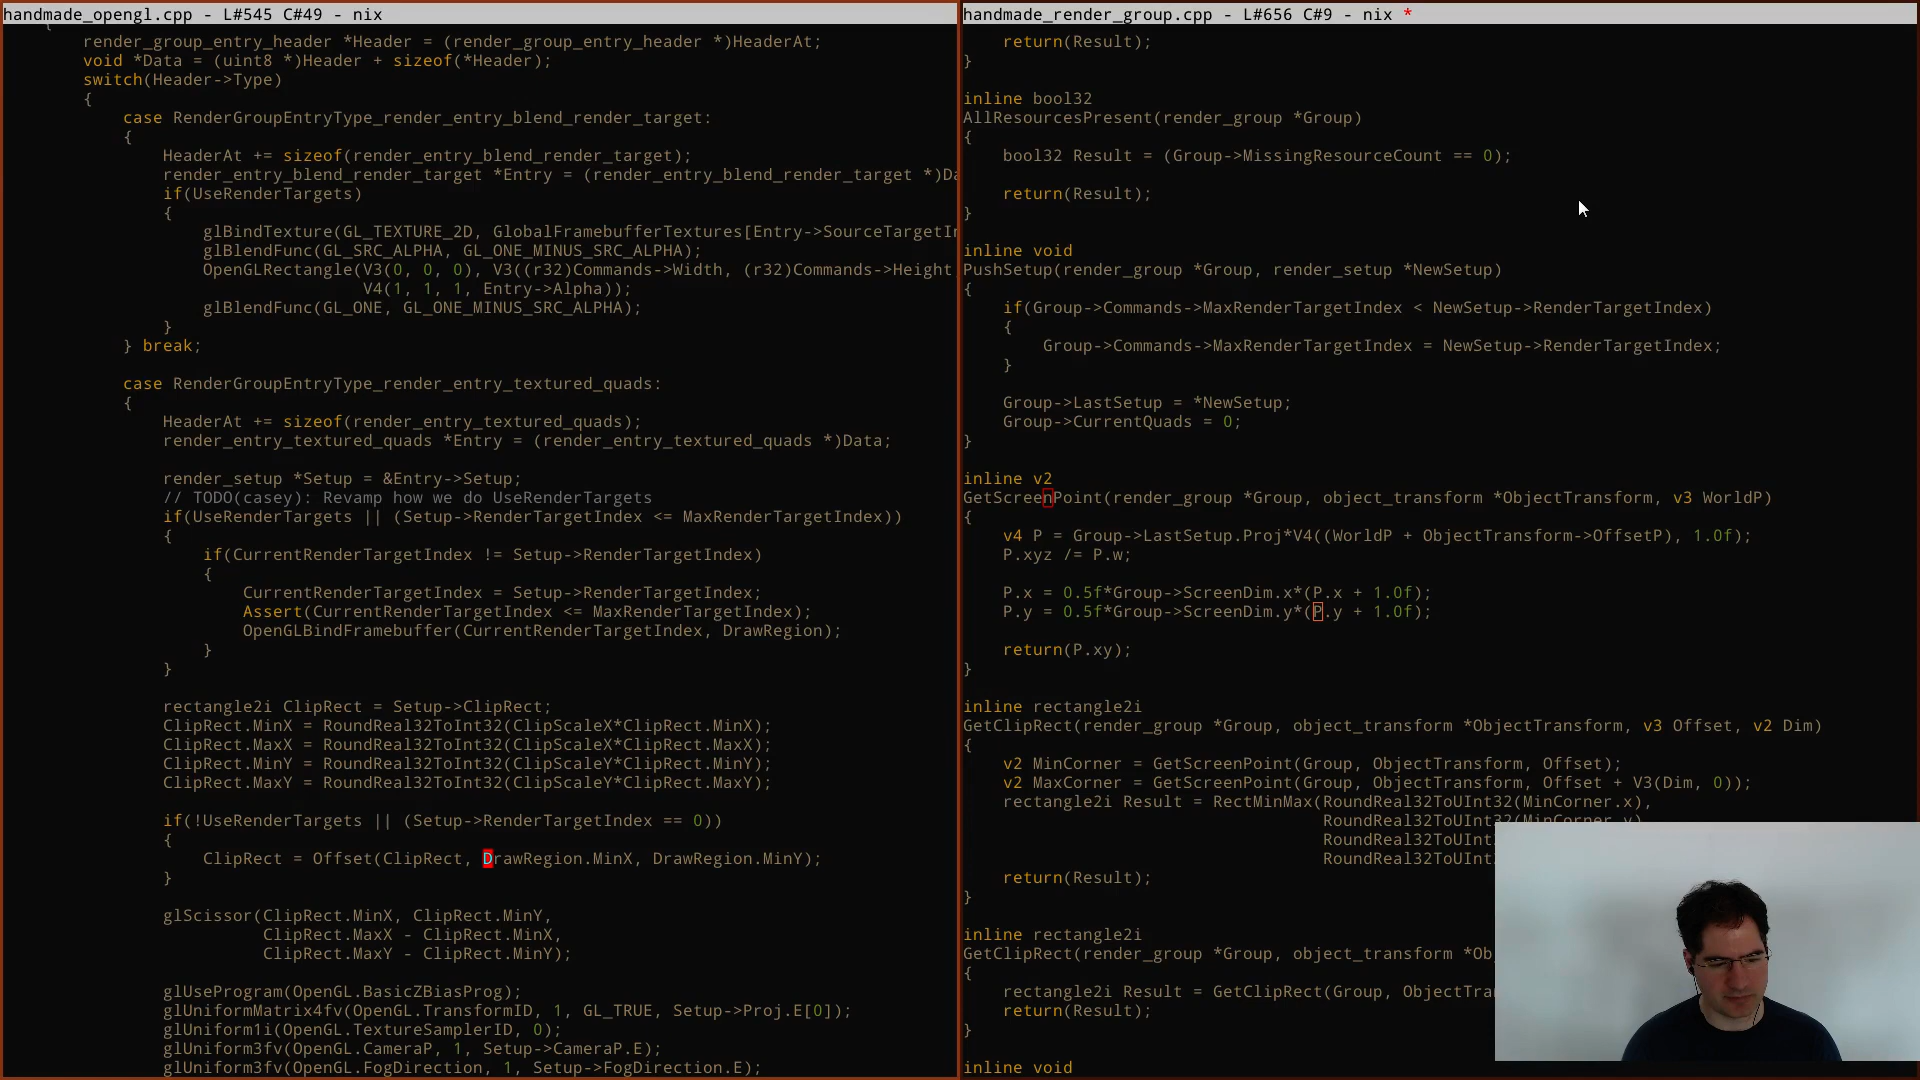 handmade_opengl.cpp - L#545 C#49 - nix
{
render_group_entry_header *Header = (render_group_entry_header *)HeaderAt;
void *Data = (uint8 *)Header + sizeof(*Header);
switch(Header->Type)
{
case RenderGroupEntryType_render_entry_blend_render_target:
{
HeaderAt += sizeof(render_entry_blend_render_target);
render_entry_blend_render_target *Entry = (render_entry_blend_render_target *)Da
if(UseRenderTargets)
{
glBindTexture(GL_TEXTURE_2D, GlobalFramebufferTextures[Entry->SourceTargetIn
glBlendFunc(GL_SRC_ALPHA, GL_ONE_MINUS_SRC_ALPHA);
OpenGLRectangle(V3(0, 0, 0), V3((r32)Commands->Width, (r32)Commands->Height,
V4(1, 1, 1, Entry->Alpha));
glBlendFunc(GL_ONE, GL_ONE_MINUS_SRC_ALPHA);
}
} break;
case RenderGroupEntryType_render_entry_textured_quads:
{
HeaderAt += sizeof(render_entry_textured_quads);
render_entry_textured_quads *Entry = (render_entry_textured_quads *)Data;
render_setup *Setup = &Entry->Setup;
// TODO(casey): Revamp how we do UseRenderTargets
if(UseRenderTargets || (Setup->RenderTargetIndex <= MaxRenderTargetIndex))
{
if(CurrentRenderTargetIndex != Setup->RenderTargetIndex)
{
CurrentRenderTargetIndex = Setup->RenderTargetIndex;
Assert(CurrentRenderTargetIndex <= MaxRenderTargetIndex);
OpenGLBindFramebuffer(CurrentRenderTargetIndex, DrawRegion);
}
}
rectangle2i ClipRect = Setup->ClipRect;
ClipRect.MinX = RoundReal32ToInt32(ClipScaleX*ClipRect.MinX);
ClipRect.MaxX = RoundReal32ToInt32(ClipScaleX*ClipRect.MaxX);
ClipRect.MinY = RoundReal32ToInt32(ClipScaleY*ClipRect.MinY);
ClipRect.MaxY = RoundReal32ToInt32(ClipScaleY*ClipRect.MaxY);
if(!UseRenderTargets || (Setup->RenderTargetIndex == 0))
{
ClipRect = Offset(ClipRect, DrawRegion.MinX, DrawRegion.MinY);
}
glScissor(ClipRect.MinX, ClipRect.MinY,
ClipRect.MaxX - ClipRect.MinX,
ClipRect.MaxY - ClipRect.MinY);
glUseProgram(OpenGL.BasicZBiasProg);
glUniformMatrix4fv(OpenGL.TransformID, 1, GL_TRUE, Setup->Proj.E[0]);
glUniform1i(OpenGL.TextureSamplerID, 0);
glUniform3fv(OpenGL.CameraP, 1, Setup->CameraP.E);
glUniform3fv(OpenGL.FogDirection, 1, Setup->FogDirection.E);
handmade_render_group.cpp - L#656 C#9 - nix *
return(Result);
}
inline bool32
AllResourcesPresent(render_group *Group)
{
bool32 Result = (Group->MissingResourceCount == 0);
return(Result);
}
inline void
PushSetup(render_group *Group, render_setup *NewSetup)
{
if(Group->Commands->MaxRenderTargetIndex < NewSetup->RenderTargetIndex)
{
Group->Commands->MaxRenderTargetIndex = NewSetup->RenderTargetIndex;
}
Group->LastSetup = *NewSetup;
Group->CurrentQuads = 0;
}
inline v2
GetScreenPoint(render_group *Group, object_transform *ObjectTransform, v3 WorldP)
{
v4 P = Group->LastSetup.Proj*V4((WorldP + ObjectTransform->OffsetP), 1.0f);
P.xyz /= P.w;
P.x = 0.5f*Group->ScreenDim.x*(P.x + 1.0f);
P.y = 0.5f*Group->ScreenDim.y*(P.y + 1.0f);
return(P.xy);
}
inline rectangle2i
GetClipRect(render_group *Group, object_transform *ObjectTransform, v3 Offset, v2 Dim)
{
v2 MinCorner = GetScreenPoint(Group, ObjectTransform, Offset);
v2 MaxCorner = GetScreenPoint(Group, ObjectTransform, Offset + V3(Dim, 0));
rectangle2i Result = RectMinMax(RoundReal32ToUInt32(MinCorner.x),
RoundReal32ToUInt32(MinCorner.y)
RoundReal32ToUInt
RoundReal32ToUInt
return(Result);
}
inline rectangle2i
GetClipRect(render_group *Group, object_transform *Ob
{
rectangle2i Result = GetClipRect(Group, ObjectTra
return(Result);
}
inline void